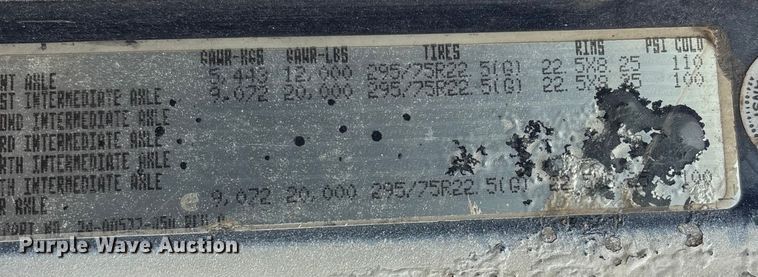 GAWR-KGS GAWR-LBS TIRES RIMS PSI COLD
NT AXLE 5,443 12,000 295/75R22.5(G) 22.5X8.25 110
ST INTERMEDIATE AXLE 9,072 20,000 295/75R22.5(G) 22.5X8.25 100
OND INTERMEDIATE AXLE
RD INTERMEDIATE AXLE
RTH INTERMEDIATE AXLE
TH INTERMEDIATE AXLE
R AXLE 9,072 20,000 295/75R22.5(G) 100
PART NO.
Purple Wave Auction